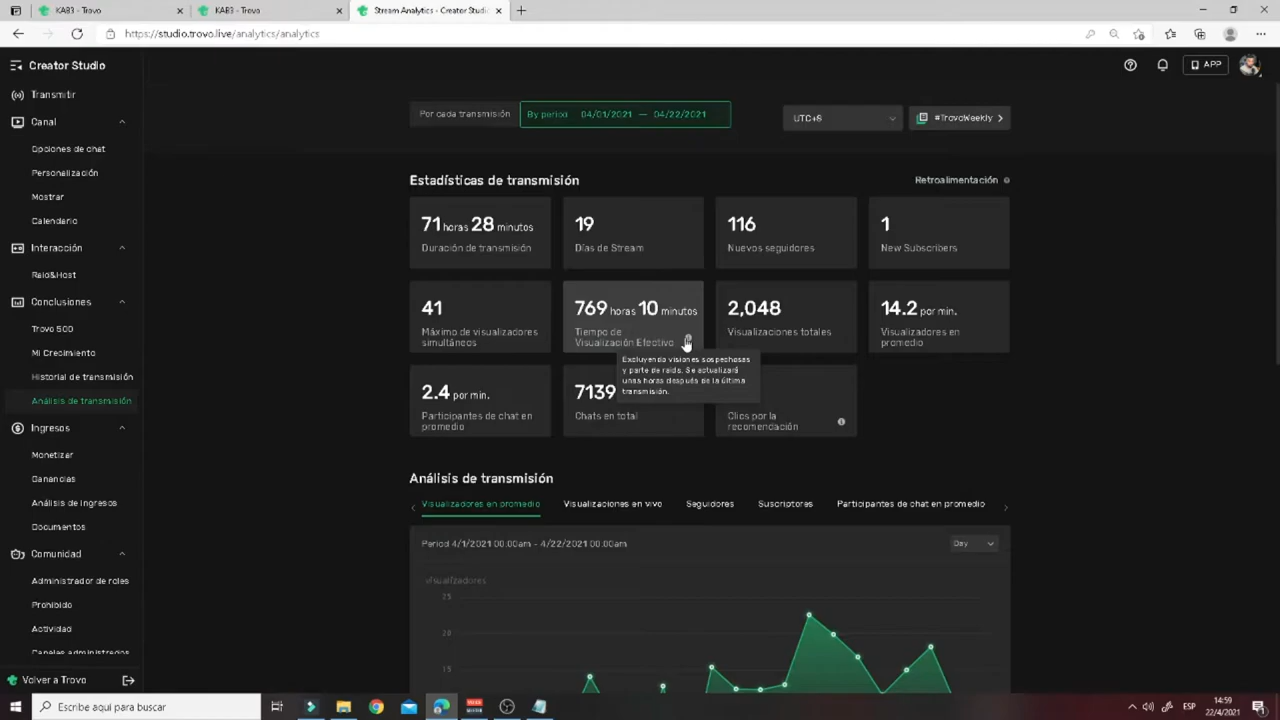 KAB3 - Trovo
KAB3 - Trovo
Stream Analytics - Creator Studio
https://studio.trovo.live/analytics/analytics
Creator Studio
APP
Transmitir
Canal
Opciones de chat
Personalización
Mostrar
Calendario
Interacción
Raid&Host
Conclusiones
Trovo 500
Mi Crecimiento
Historial de transmisión
Análisis de transmisión
Ingresos
Monetizar
Ganancias
Análisis de ingresos
Documentos
Comunidad
Administrador de roles
Prohibido
Actividad
Canales administrados
Volver a Trovo
Por cada transmisión
By period 04/01/2021 — 04/22/2021
UTC+8
#TrovoWeekly
Estadísticas de transmisión
Retroalimentación
71 horas 28 minutos
Duración de transmisión
19
Días de Stream
116
Nuevos seguidores
1
New Subscribers
41
Máximo de visualizadores
simultáneos
769 horas 10 minutos
Tiempo de
Visualización Efectivo
2,048
Visualizaciones totales
14.2 por min.
Visualizadores en
promedio
Excluyendo visiones sospechosas
y parte de raids. Se actualizará
unas horas después de la última
transmisión.
2.4 por min.
Participantes de chat en
promedio
7139
Chats en total
Clics por la
recomendación
Análisis de transmisión
Visualizadores en promedio
Visualizaciones en vivo
Seguidores
Suscriptores
Participantes de chat en promedio
Period 4/1/2021 00.00am - 4/22/2021 00.00am
Day
visualizadores
25
20
15
Escribe aquí para buscar
ESP
14:59
22/4/2021